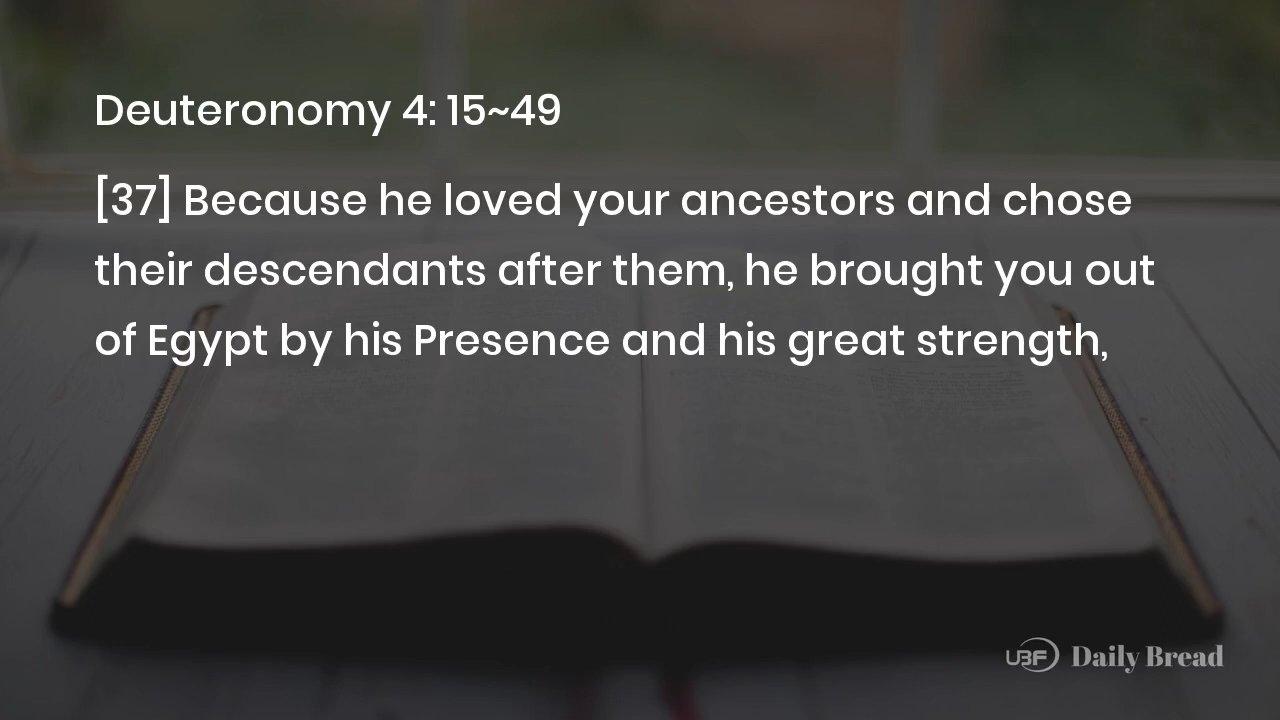 Deuteronomy 4: 15~49
[37] Because he loved your ancestors and chose
their descendants after them, he brought you out
of Egypt by his Presence and his great strength,
UBF Daily Bread